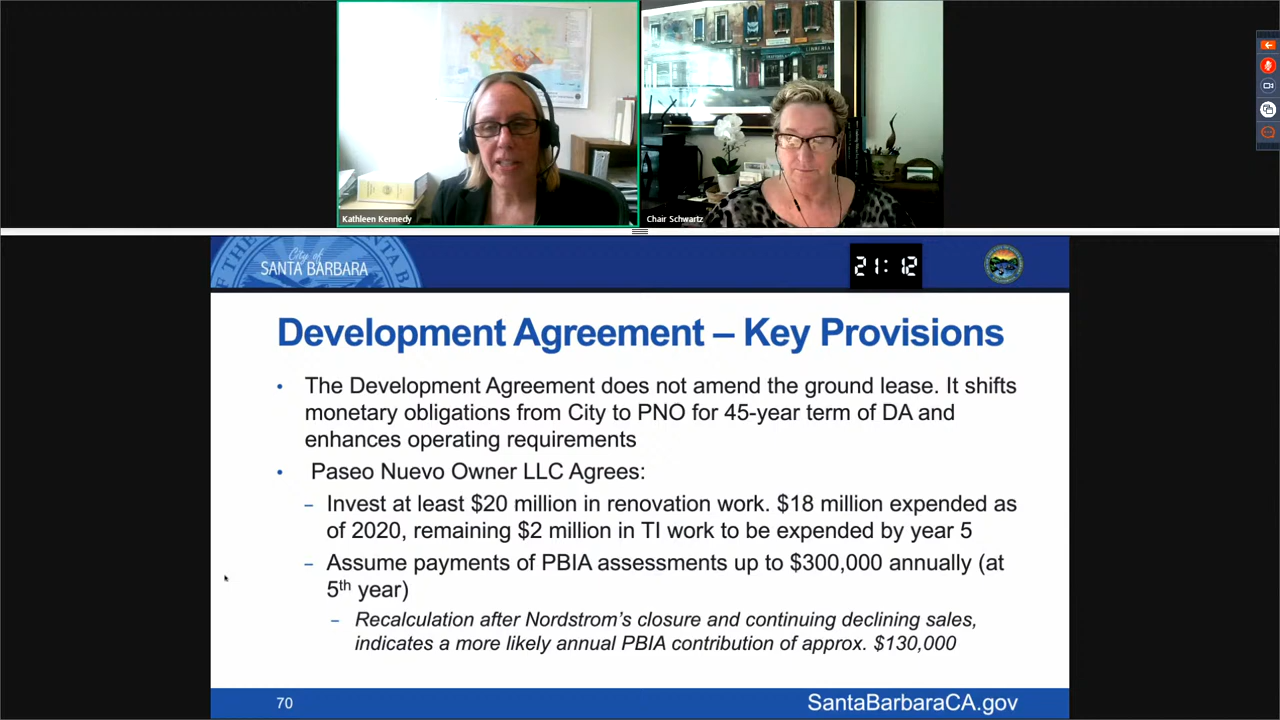 LIBRERIA
Kathleen Kennedy
Chair Schwartz
City of
SANTA BARBARA
21:12
Development Agreement – Key Provisions
• The Development Agreement does not amend the ground lease. It shifts
monetary obligations from City to PNO for 45-year term of DA and
enhances operating requirements
• Paseo Nuevo Owner LLC Agrees:
– Invest at least $20 million in renovation work. $18 million expended as
of 2020, remaining $2 million in TI work to be expended by year 5
– Assume payments of PBIA assessments up to $300,000 annually (at
5th year)
– Recalculation after Nordstrom's closure and continuing declining sales,
indicates a more likely annual PBIA contribution of approx. $130,000
70
SantaBarbaraCA.gov